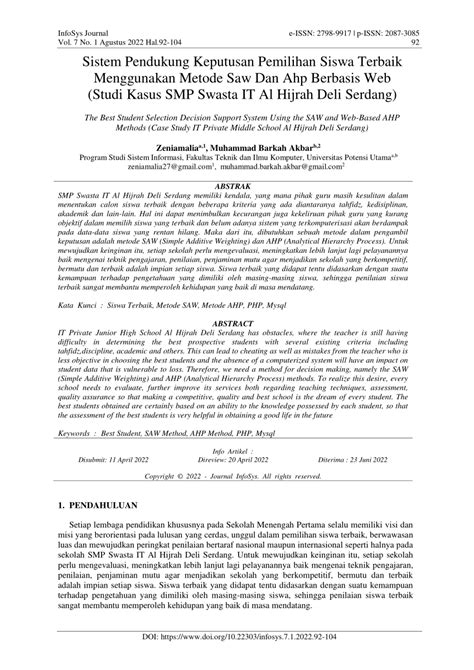 InfoSys Journal e-ISSN: 2798-9917 | p-ISSN: 2087-3085
Vol. 7 No. 1 Agustus 2022 Hal.92-104 92
Sistem Pendukung Keputusan Pemilihan Siswa Terbaik
Menggunakan Metode Saw Dan Ahp Berbasis Web
(Studi Kasus SMP Swasta IT Al Hijrah Deli Serdang)
The Best Student Selection Decision Support System Using the SAW and Web-Based AHP
Methods (Case Study IT Private Middle School Al Hijrah Deli Serdang)
Zeniamalia a,1, Muhammad Barkah Akbar b,2
Program Studi Sistem Informasi, Fakultas Teknik dan Ilmu Komputer, Universitas Potensi Utama a,b
zeniamalia27@gmail.com1, muhammad.barkah.akbar@gmail.com2
ABSTRAK
SMP Swasta IT Al Hijrah Deli Serdang memiliki kendala, yang mana pihak guru masih kesulitan dalam
menentukan calon siswa terbaik dengan beberapa kriteria yang ada diantaranya tahfidz, kedisiplinan,
akademik dan lain-lain. Hal ini dapat menimbulkan kecurangan juga kekeliruan pihak guru yang kurang
objektif dalam memilih siswa yang terbaik dan belum adanya sistem yang terkomputerisasi akan berdampak
pada data-data siswa yang rentan hilang. Maka dari itu, dibutuhkan sebuah metode dalam pengambil
keputusan adalah metode SAW (Simple Additive Weighting) dan AHP (Analytical Hierarchy Process). Untuk
mewujudkan keinginan itu, setiap sekolah perlu mengevaluasi, meningkatkan lebih lanjut lagi pelayanannya
baik mengenai teknik pengajaran, penilaian, penjaminan mutu agar menjadikan sekolah yang berkompetitif,
bermutu dan terbaik adalah impian setiap siswa. Siswa terbaik yang didapat tentu didasarkan dengan suatu
kemampuan terhadap pengetahuan yang dimiliki oleh masing-masing siswa, sehingga penilaian siswa
terbaik sangat membantu memperoleh kehidupan yang baik di masa mendatang.
Kata Kunci : Siswa Terbaik, Metode SAW, Metode AHP, PHP, Mysql
ABSTRACT
IT Private Junior High School Al Hijrah Deli Serdang has obstacles, where the teacher is still having
difficulty in determining the best prospective students with several existing criteria including
tahfidz,discipline, academic and others. This can lead to cheating as well as mistakes from the teacher who is
less objective in choosing the best students and the absence of a computerized system will have an impact on
student data that is vulnerable to loss. Therefore, we need a method for decision making, namely the SAW
(Simple Additive Weighting) and AHP (Analytical Hierarchy Process) methods. To realize this desire, every
school needs to evaluate, further improve its services both regarding teaching techniques, assessment,
quality assurance so that making a competitive, quality and best school is the dream of every student. The
best students obtained are certainly based on an ability to the knowledge possessed by each student, so that
the assessment of the best students is very helpful in obtaining a good life in the future
Keywords : Best Student, SAW Method, AHP Method, PHP, Mysql
Info Artikel :
Disubmit: 11 April 2022 Direview: 20 April 2022 Diterima : 23 Juni 2022
Copyright © 2022 - Journal InfoSys. All rights reserved.
1. PENDAHULUAN
Setiap lembaga pendidikan khususnya pada Sekolah Menengah Pertama selalu memiliki visi dan
misi yang berorientasi pada lulusan yang cerdas, unggul dalam pemilihan siswa terbaik, berwawasan
luas dan mewujudkan peringkat penilaian bertaraf nasional maupun internasional seperti halnya pada
sekolah SMP Swasta IT Al Hijrah Deli Serdang. Untuk mewujudkan keinginan itu, setiap sekolah
perlu mengevaluasi, meningkatkan lebih lanjut lagi pelayanannya baik mengenai teknik pengajaran,
penilaian, penjaminan mutu agar menjadikan sekolah yang berkompetitif, bermutu dan terbaik
adalah impian setiap siswa. Siswa terbaik yang didapat tentu didasarkan dengan suatu kemampuan
terhadap pengetahuan yang dimiliki oleh masing-masing siswa, sehingga penilaian siswa terbaik
sangat membantu memperoleh kehidupan yang baik di masa mendatang.
DOI: https://www.doi.org/10.22303/infosys.7.1.2022.92-104